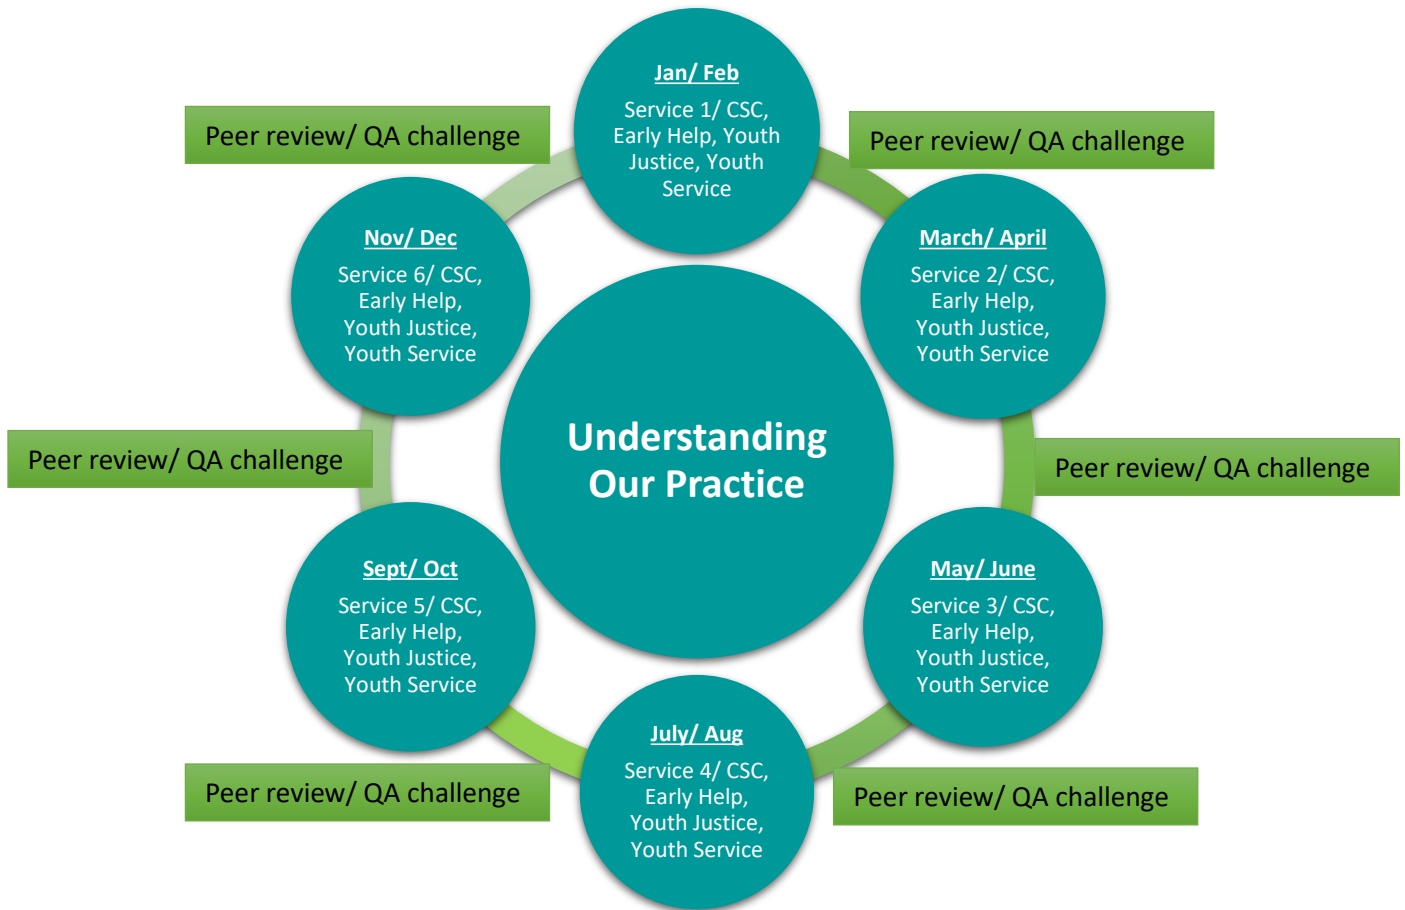 Jan/ Feb
Service 1/ CSC,
Early Help, Youth
Justice, Youth
Service
Peer review/ QA challenge
March/ April
Service 2/ CSC,
Early Help,
Youth Justice,
Youth Service
Peer review/ QA challenge
May/ June
Service 3/ CSC,
Early Help,
Youth Justice,
Youth Service
Peer review/ QA challenge
July/ Aug
Service 4/ CSC,
Early Help,
Youth Justice,
Youth Service
Peer review/ QA challenge
Sept/ Oct
Service 5/ CSC,
Early Help,
Youth Justice,
Youth Service
Peer review/ QA challenge
Nov/ Dec
Service 6/ CSC,
Early Help,
Youth Justice,
Youth Service
Peer review/ QA challenge
Understanding
Our Practice